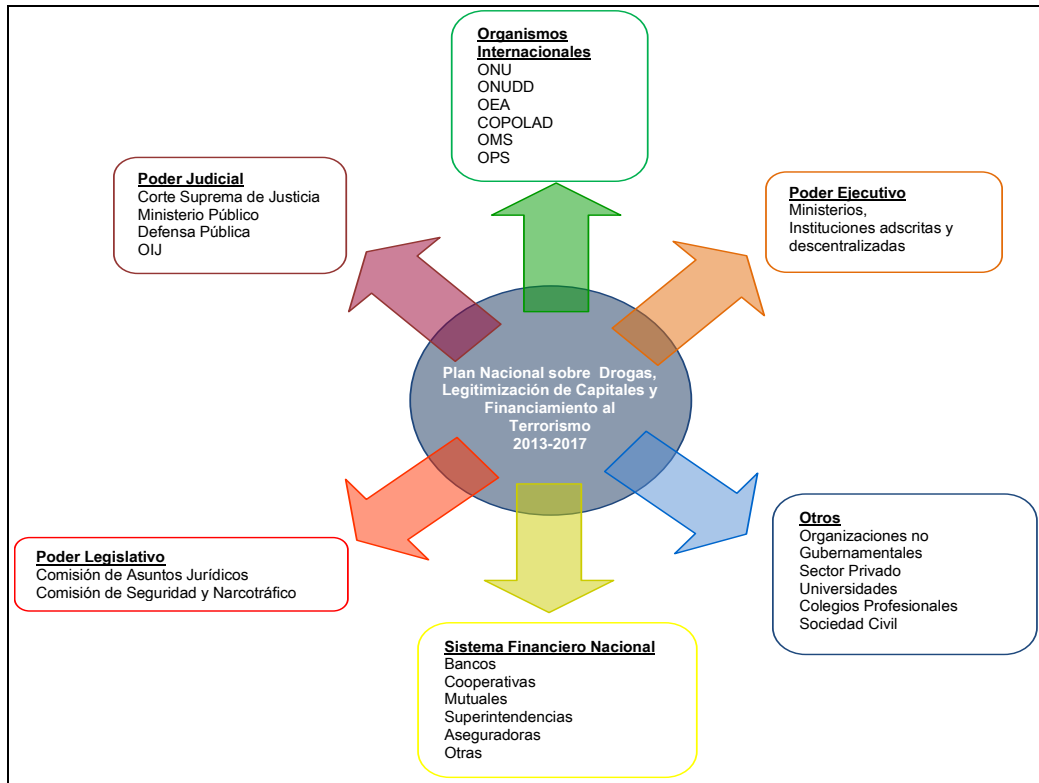 Organismos
Internacionales
ONU
ONUDD
OEA
COPOLAD
OMS
OPS
Poder Judicial
Corte Suprema de Justicia
Ministerio Público
Defensa Pública
OIJ
Poder Ejecutivo
Ministerios,
Instituciones adscritas y
descentralizadas
Plan Nacional sobre Drogas,
Legitimización de Capitales y
Financiamiento al
Terrorismo
2013-2017
Poder Legislativo
Comisión de Asuntos Jurídicos
Comisión de Seguridad y Narcotráfico
Otros
Organizaciones no
Gubernamentales
Sector Privado
Universidades
Colegios Profesionales
Sociedad Civil
Sistema Financiero Nacional
Bancos
Cooperativas
Mutuales
Superintendencias
Aseguradoras
Otras